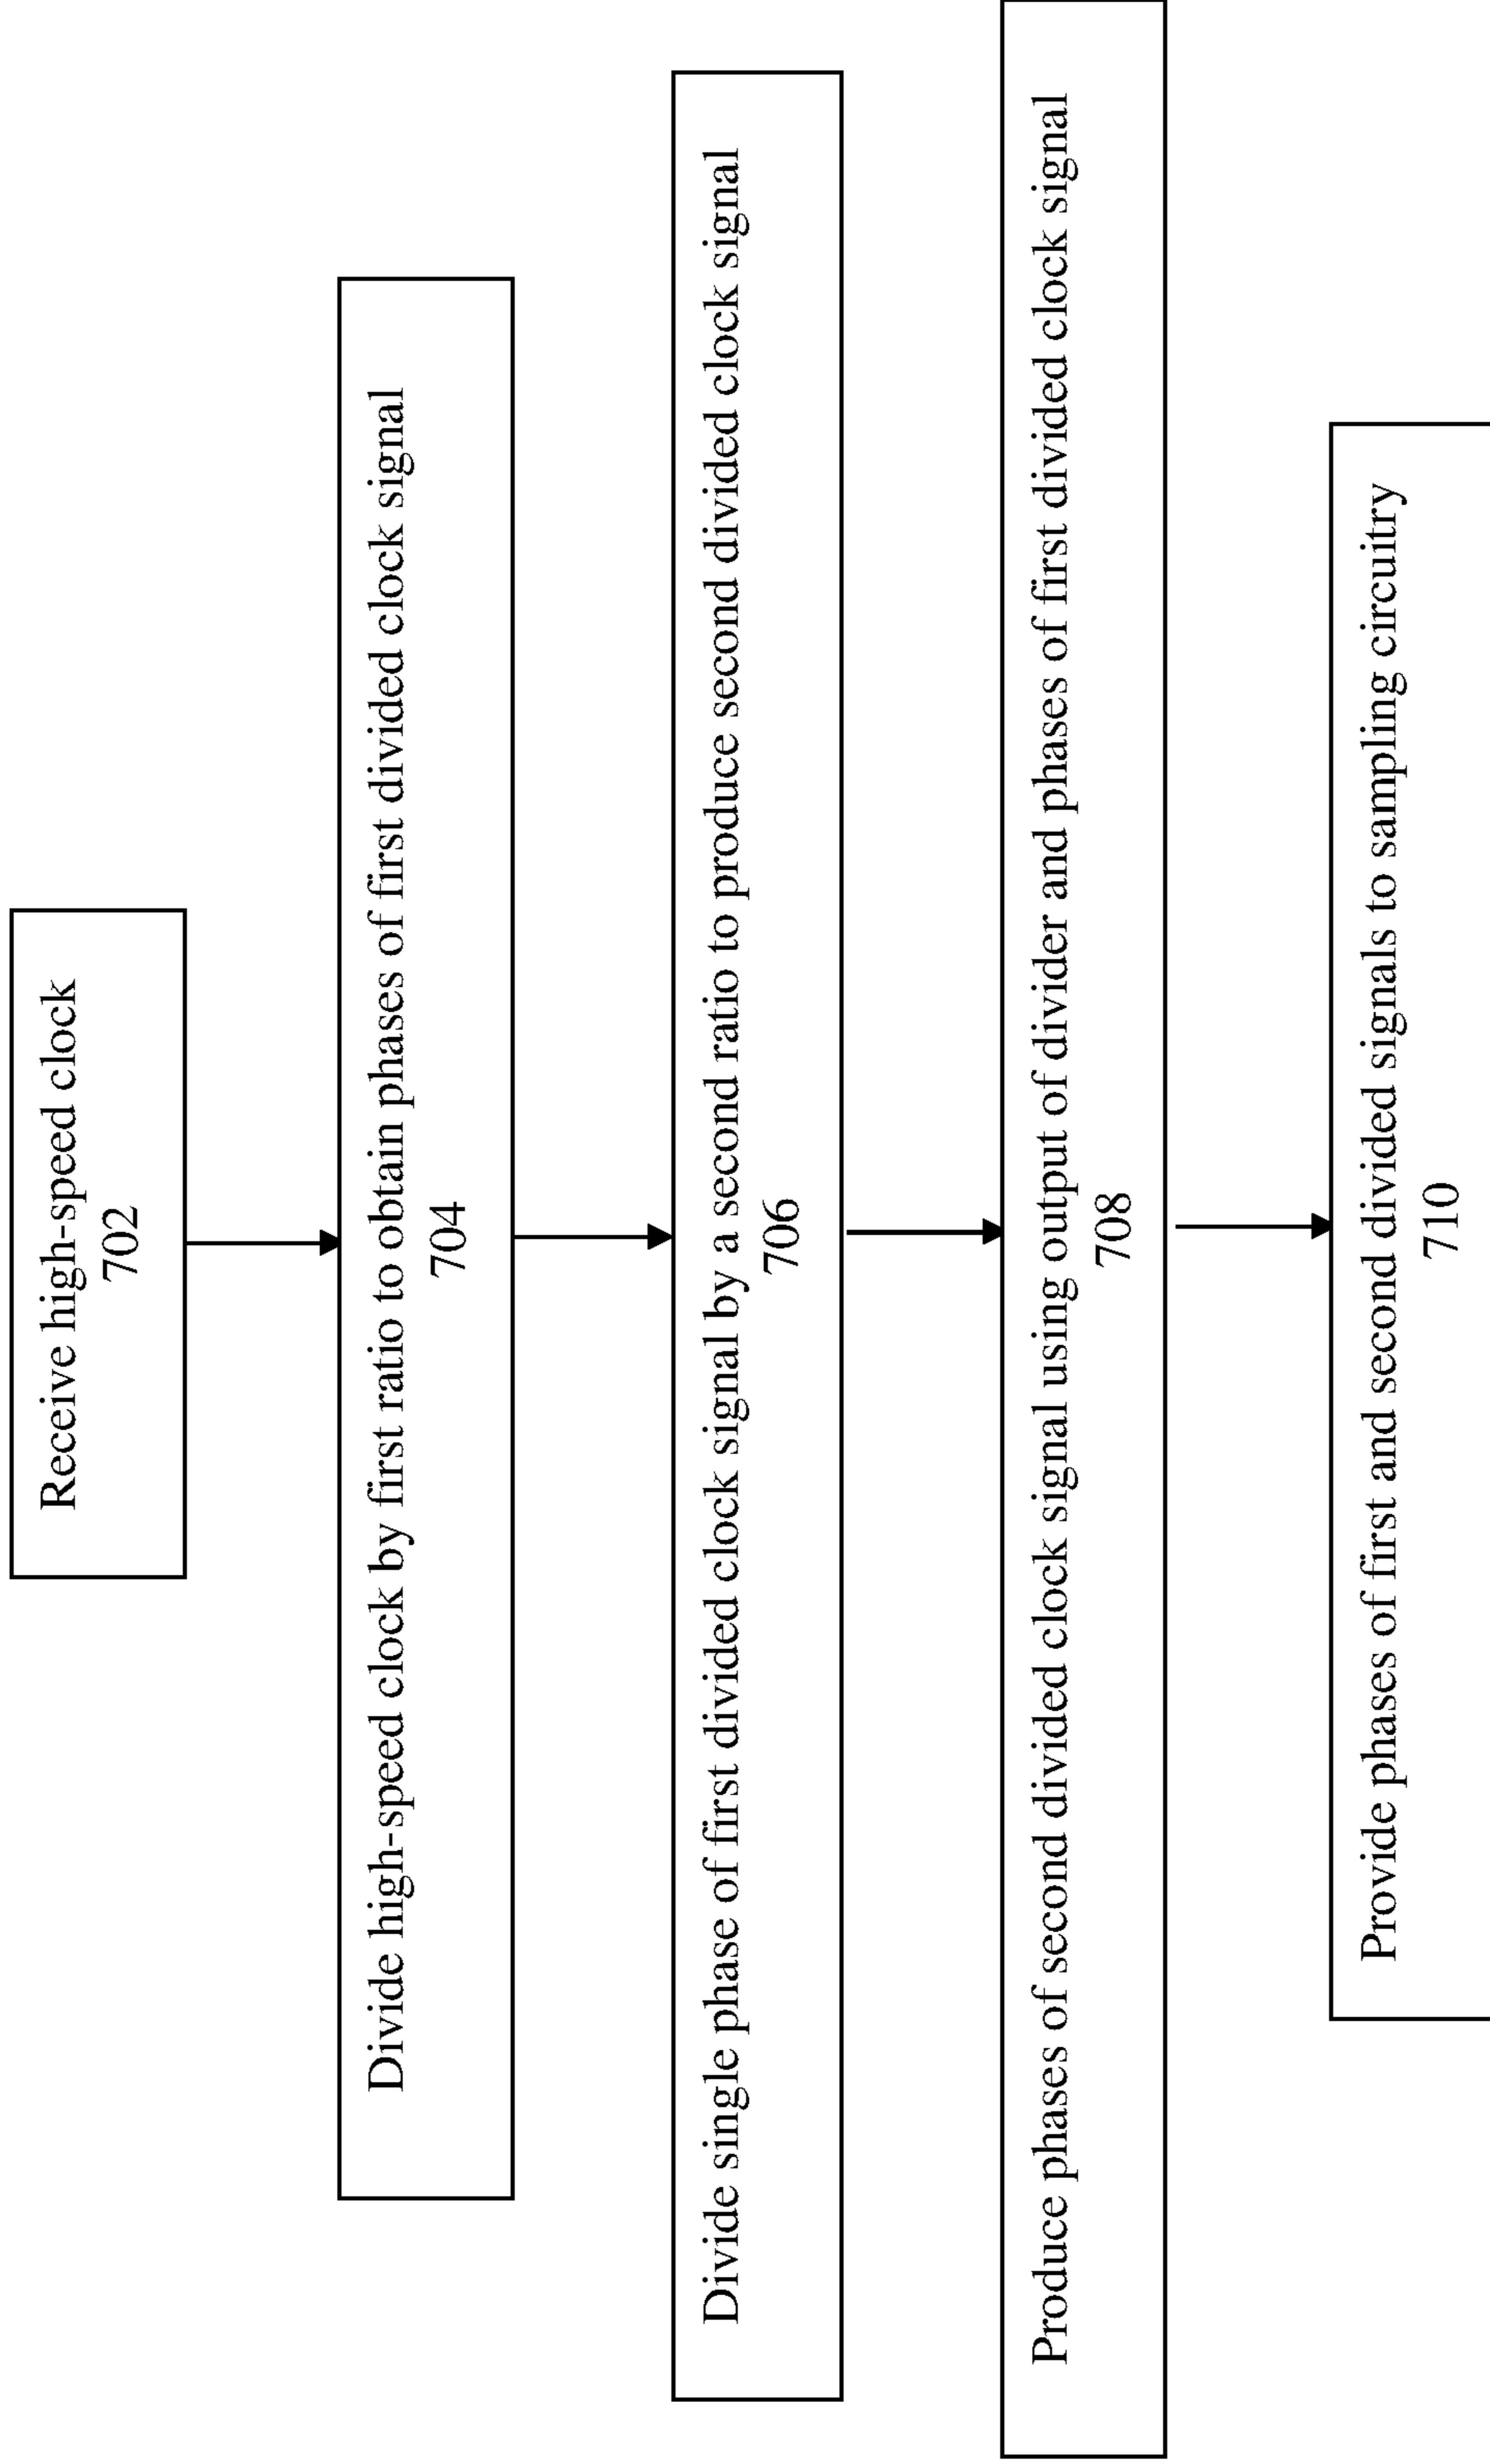 Receive high-speed clock
702
Divide high-speed clock by first ratio to obtain phases of first divided clock signal
704
Divide single phase of first divided clock signal by a second ratio to produce second divided clock signal
706
Produce phases of second divided clock signal using output of divider and phases of first divided clock signal
708
Provide phases of first and second divided signals to sampling circuitry
710